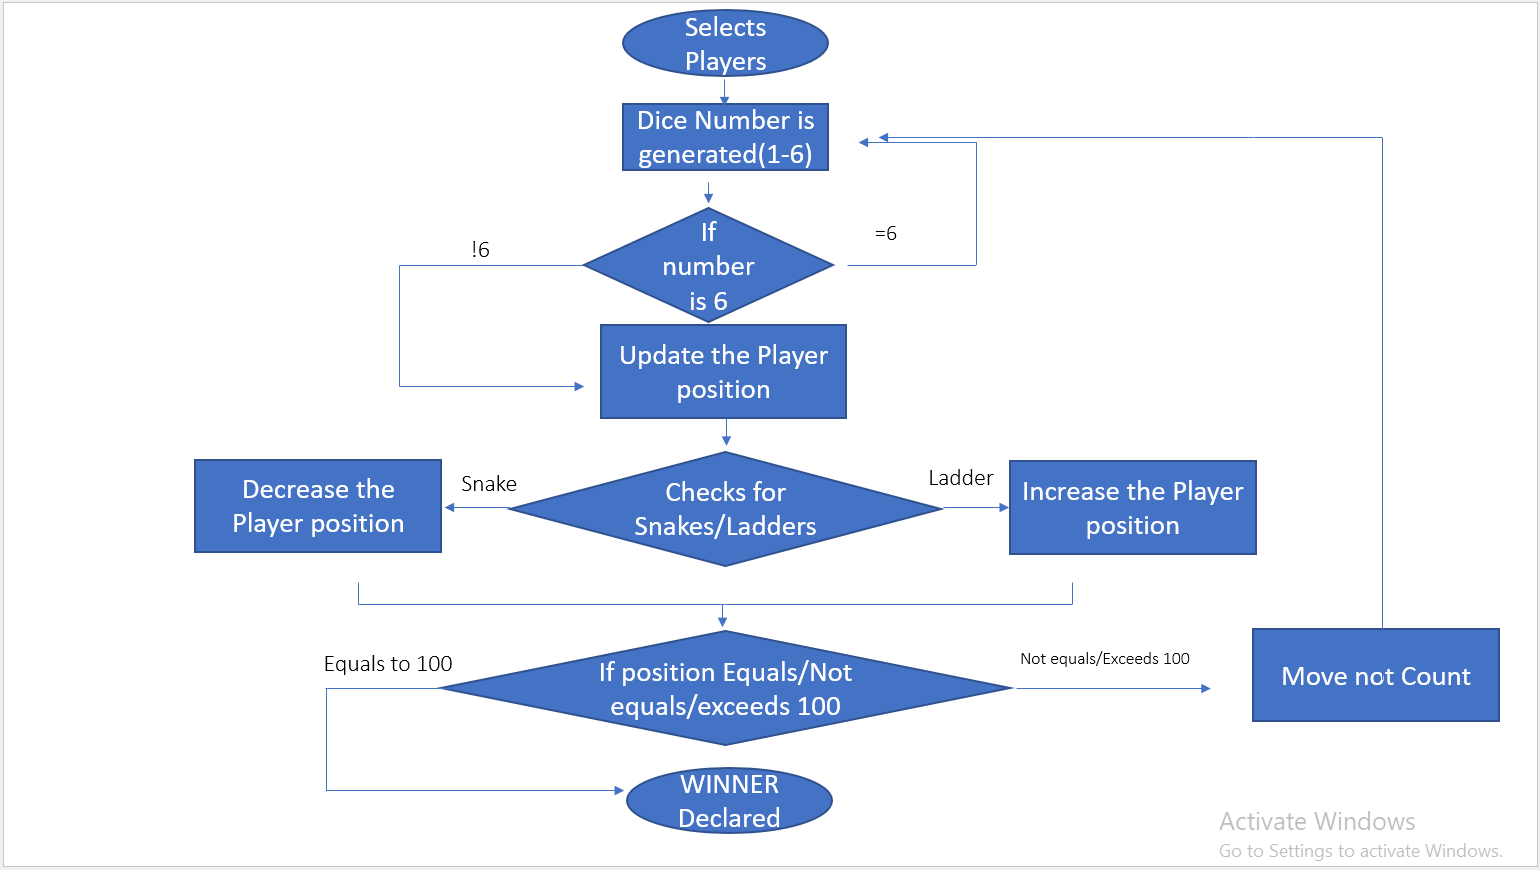 Selects
Players
Dice Number is
generated(1-6)
If
number
is 6
!6
=6
Update the Player
position
Decrease the
Player position
Snake
Checks for
Snakes/Ladders
Ladder
Increase the Player
position
Equals to 100
If position Equals/Not
equals/exceeds 100
Not equals/Exceeds 100
Move not Count
WINNER
Declared
Activate Windows
Go to Settings to activate Windows.